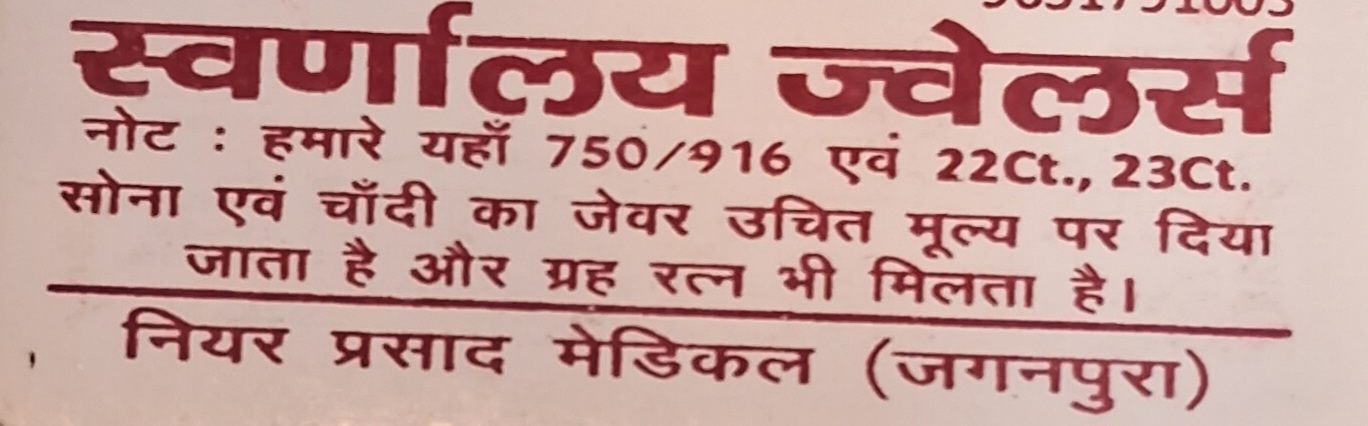 स्वर्णालय ज्वेलर्स
नोट : हमारे यहाँ 750/916 एवं 22Ct., 23Ct.
सोना एवं चाँदी का जेवर उचित मूल्य पर दिया
जाता है और ग्रह रत्न भी मिलता है।
नियर प्रसाद मेडिकल (जगनपुरा)